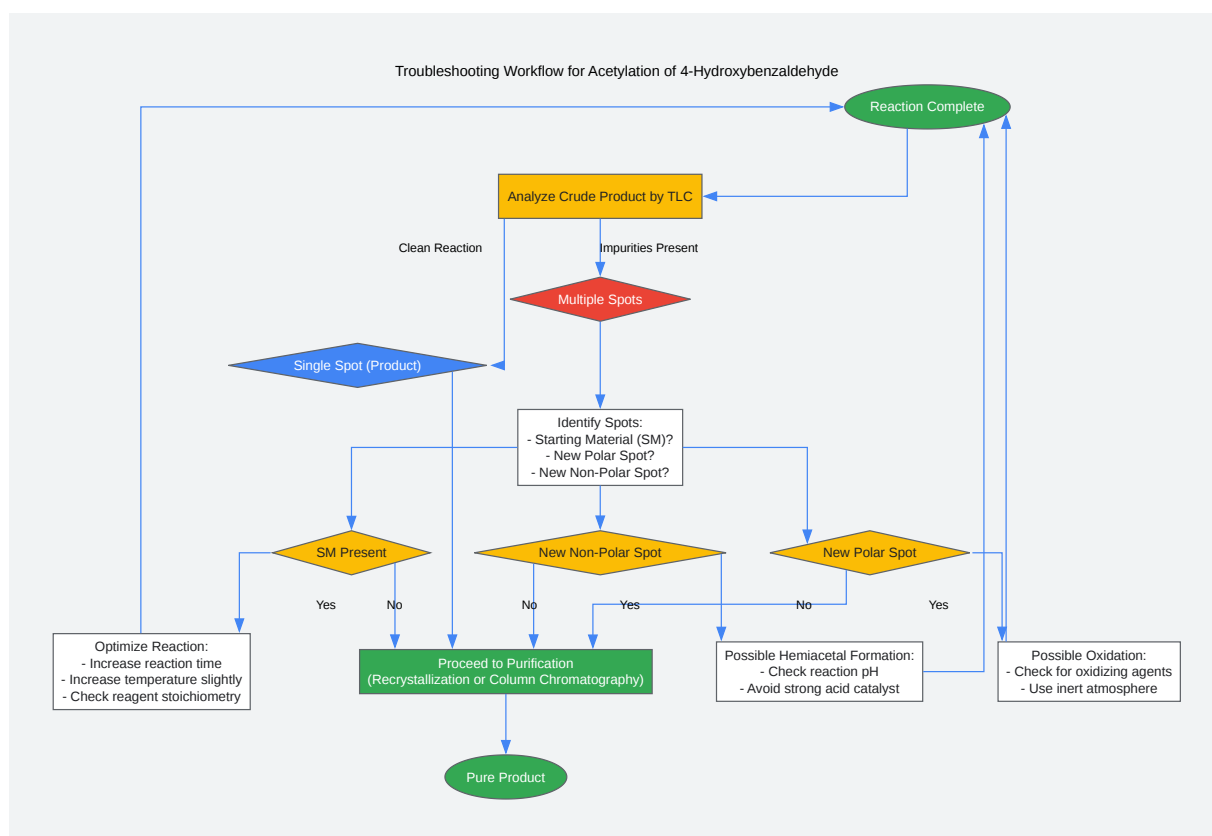 Troubleshooting Workflow for Acetylation of 4-Hydroxybenzaldehyde
Reaction Complete
Analyze Crude Product by TLC
Clean Reaction
Impurities Present
Multiple Spots
Single Spot (Product)
Identify Spots:
- Starting Material (SM)?
- New Polar Spot?
- New Non-Polar Spot?
SM Present
New Non-Polar Spot
New Polar Spot
Yes
No
No
Yes
No
Yes
Optimize Reaction:
- Increase reaction time
- Increase temperature slightly
- Check reagent stoichiometry
Proceed to Purification
(Recrystallization or Column Chromatography)
Possible Hemiacetal Formation:
- Check reaction pH
- Avoid strong acid catalyst
Possible Oxidation:
- Check for oxidizing agents
- Use inert atmosphere
Pure Product